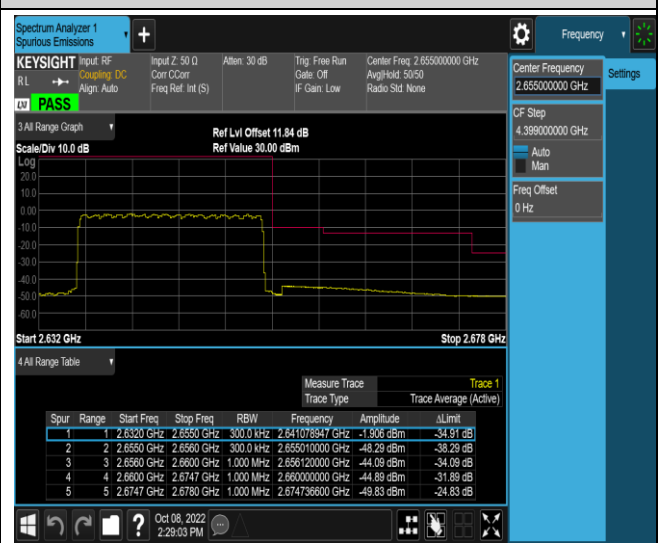 Spectrum Analyzer 1
Spurious Emissions
Frequency
KEYSIGHT Input: RF Input Z: 50 Ω Atten: 30 dB Trig: Free Run Center Freq: 2.655000000 GHz
RL Coupling: DC Corr CCorr Gate: Off Avg|Hold: 50/50
Align: Auto Freq Ref: Int (S) IF Gain: Low Radio Std: None
LXI PASS
Center Frequency
2.655000000 GHz
Settings
CF Step
4.399000000 GHz
Auto
Man
Freq Offset
0 Hz
3 All Range Graph
Ref Lvl Offset 11.84 dB
Scale/Div 10.0 dB Ref Value 30.00 dBm
Log
20.0
10.0
0.00
-10.0
-20.0
-30.0
-40.0
-50.0
-60.0
Start 2.632 GHz Stop 2.678 GHz
4 All Range Table
Measure Trace Trace 1
Trace Type Trace Average (Active)
Spur Range Start Freq Stop Freq RBW Frequency Amplitude ΔLimit
1 1 2.6320 GHz 2.6550 GHz 300.0 kHz 2.641078947 GHz -1.906 dBm -34.91 dB
2 2 2.6550 GHz 2.6560 GHz 300.0 kHz 2.655010000 GHz -48.29 dBm -38.29 dB
3 3 2.6560 GHz 2.6600 GHz 1.000 MHz 2.656120000 GHz -44.09 dBm -34.09 dB
4 4 2.6600 GHz 2.6747 GHz 1.000 MHz 2.660000000 GHz -44.89 dBm -31.89 dB
5 5 2.6747 GHz 2.6780 GHz 1.000 MHz 2.674736600 GHz -49.83 dBm -24.83 dB
Oct 08, 2022
2:29:03 PM